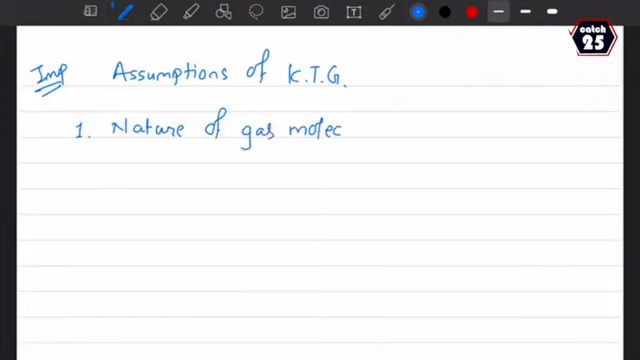 catch
25
Imp Assumptions of K.T.G.
1. Nature of gas molec